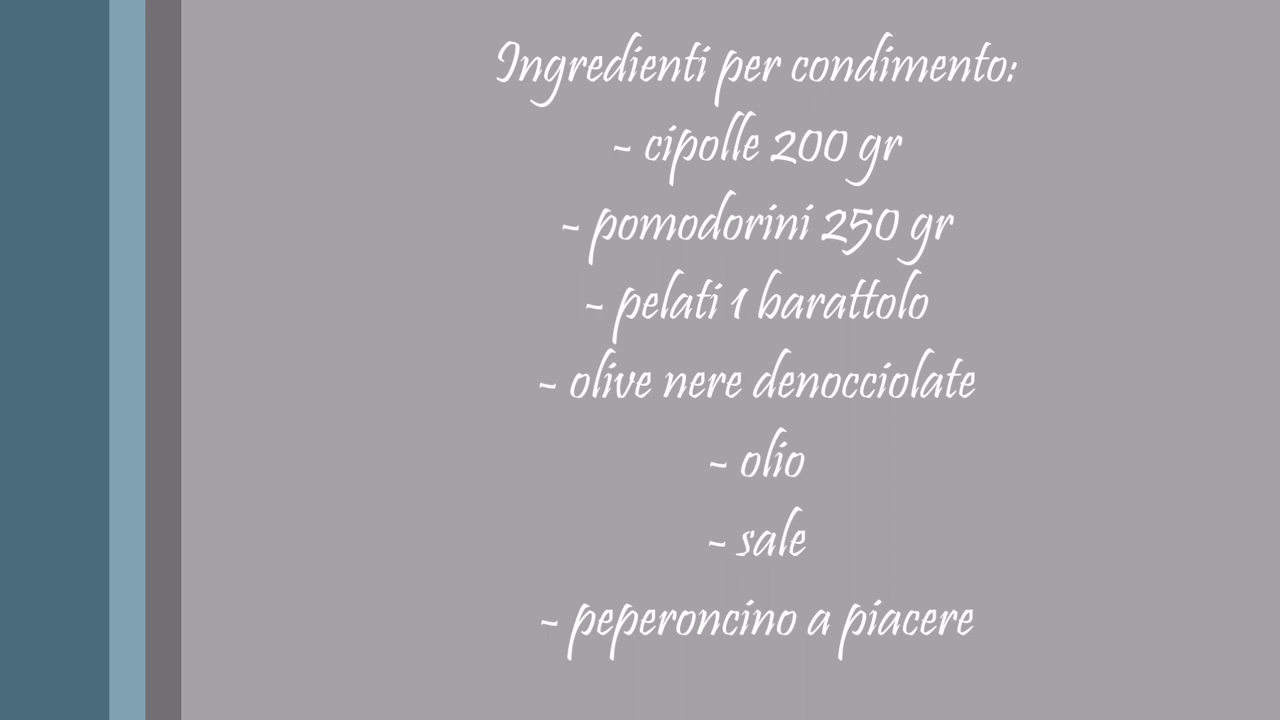 Ingredienti per condimento:
- cipolle 200 gr
- pomodorini 250 gr
- pelati 1 barattolo
- olive nere denocciolate
- olio
- sale
- peperoncino a piacere